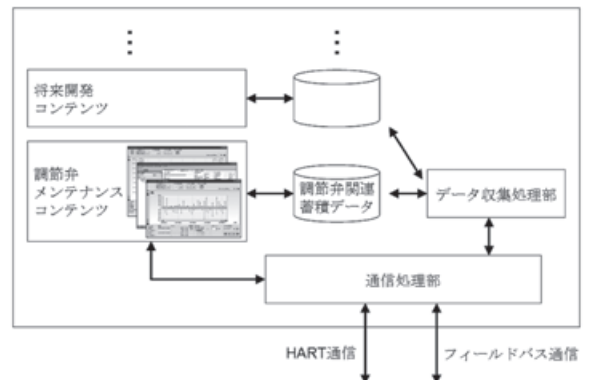 将来開発
コンテンツ
調節弁
メンテナンス
コンテンツ
調節弁関連
蓄積データ
データ収集処理部
通信処理部
HART通信
フィールドバス通信